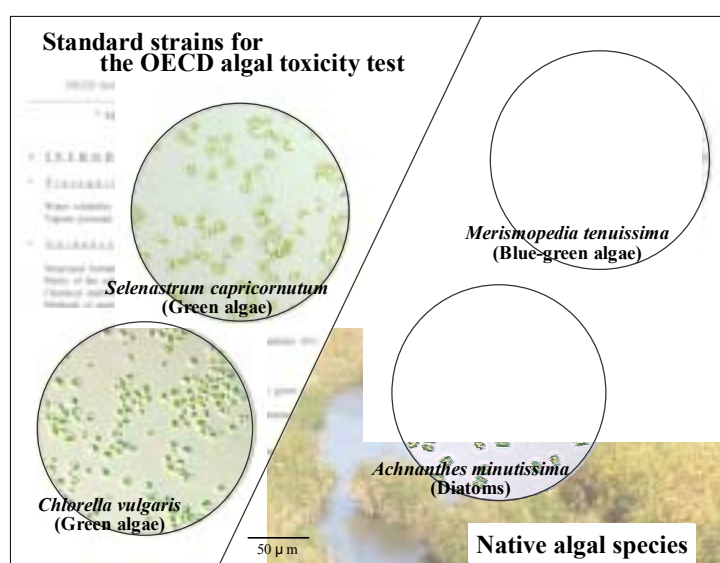 Standard strains for
the OECD algal toxicity test
Selenastrum capricornutum
(Green algae)
Chlorella vulgaris
(Green algae)
Merismopedia tenuissima
(Blue-green algae)
Achnanthes minutissima
(Diatoms)
50 μ m
Native algal species